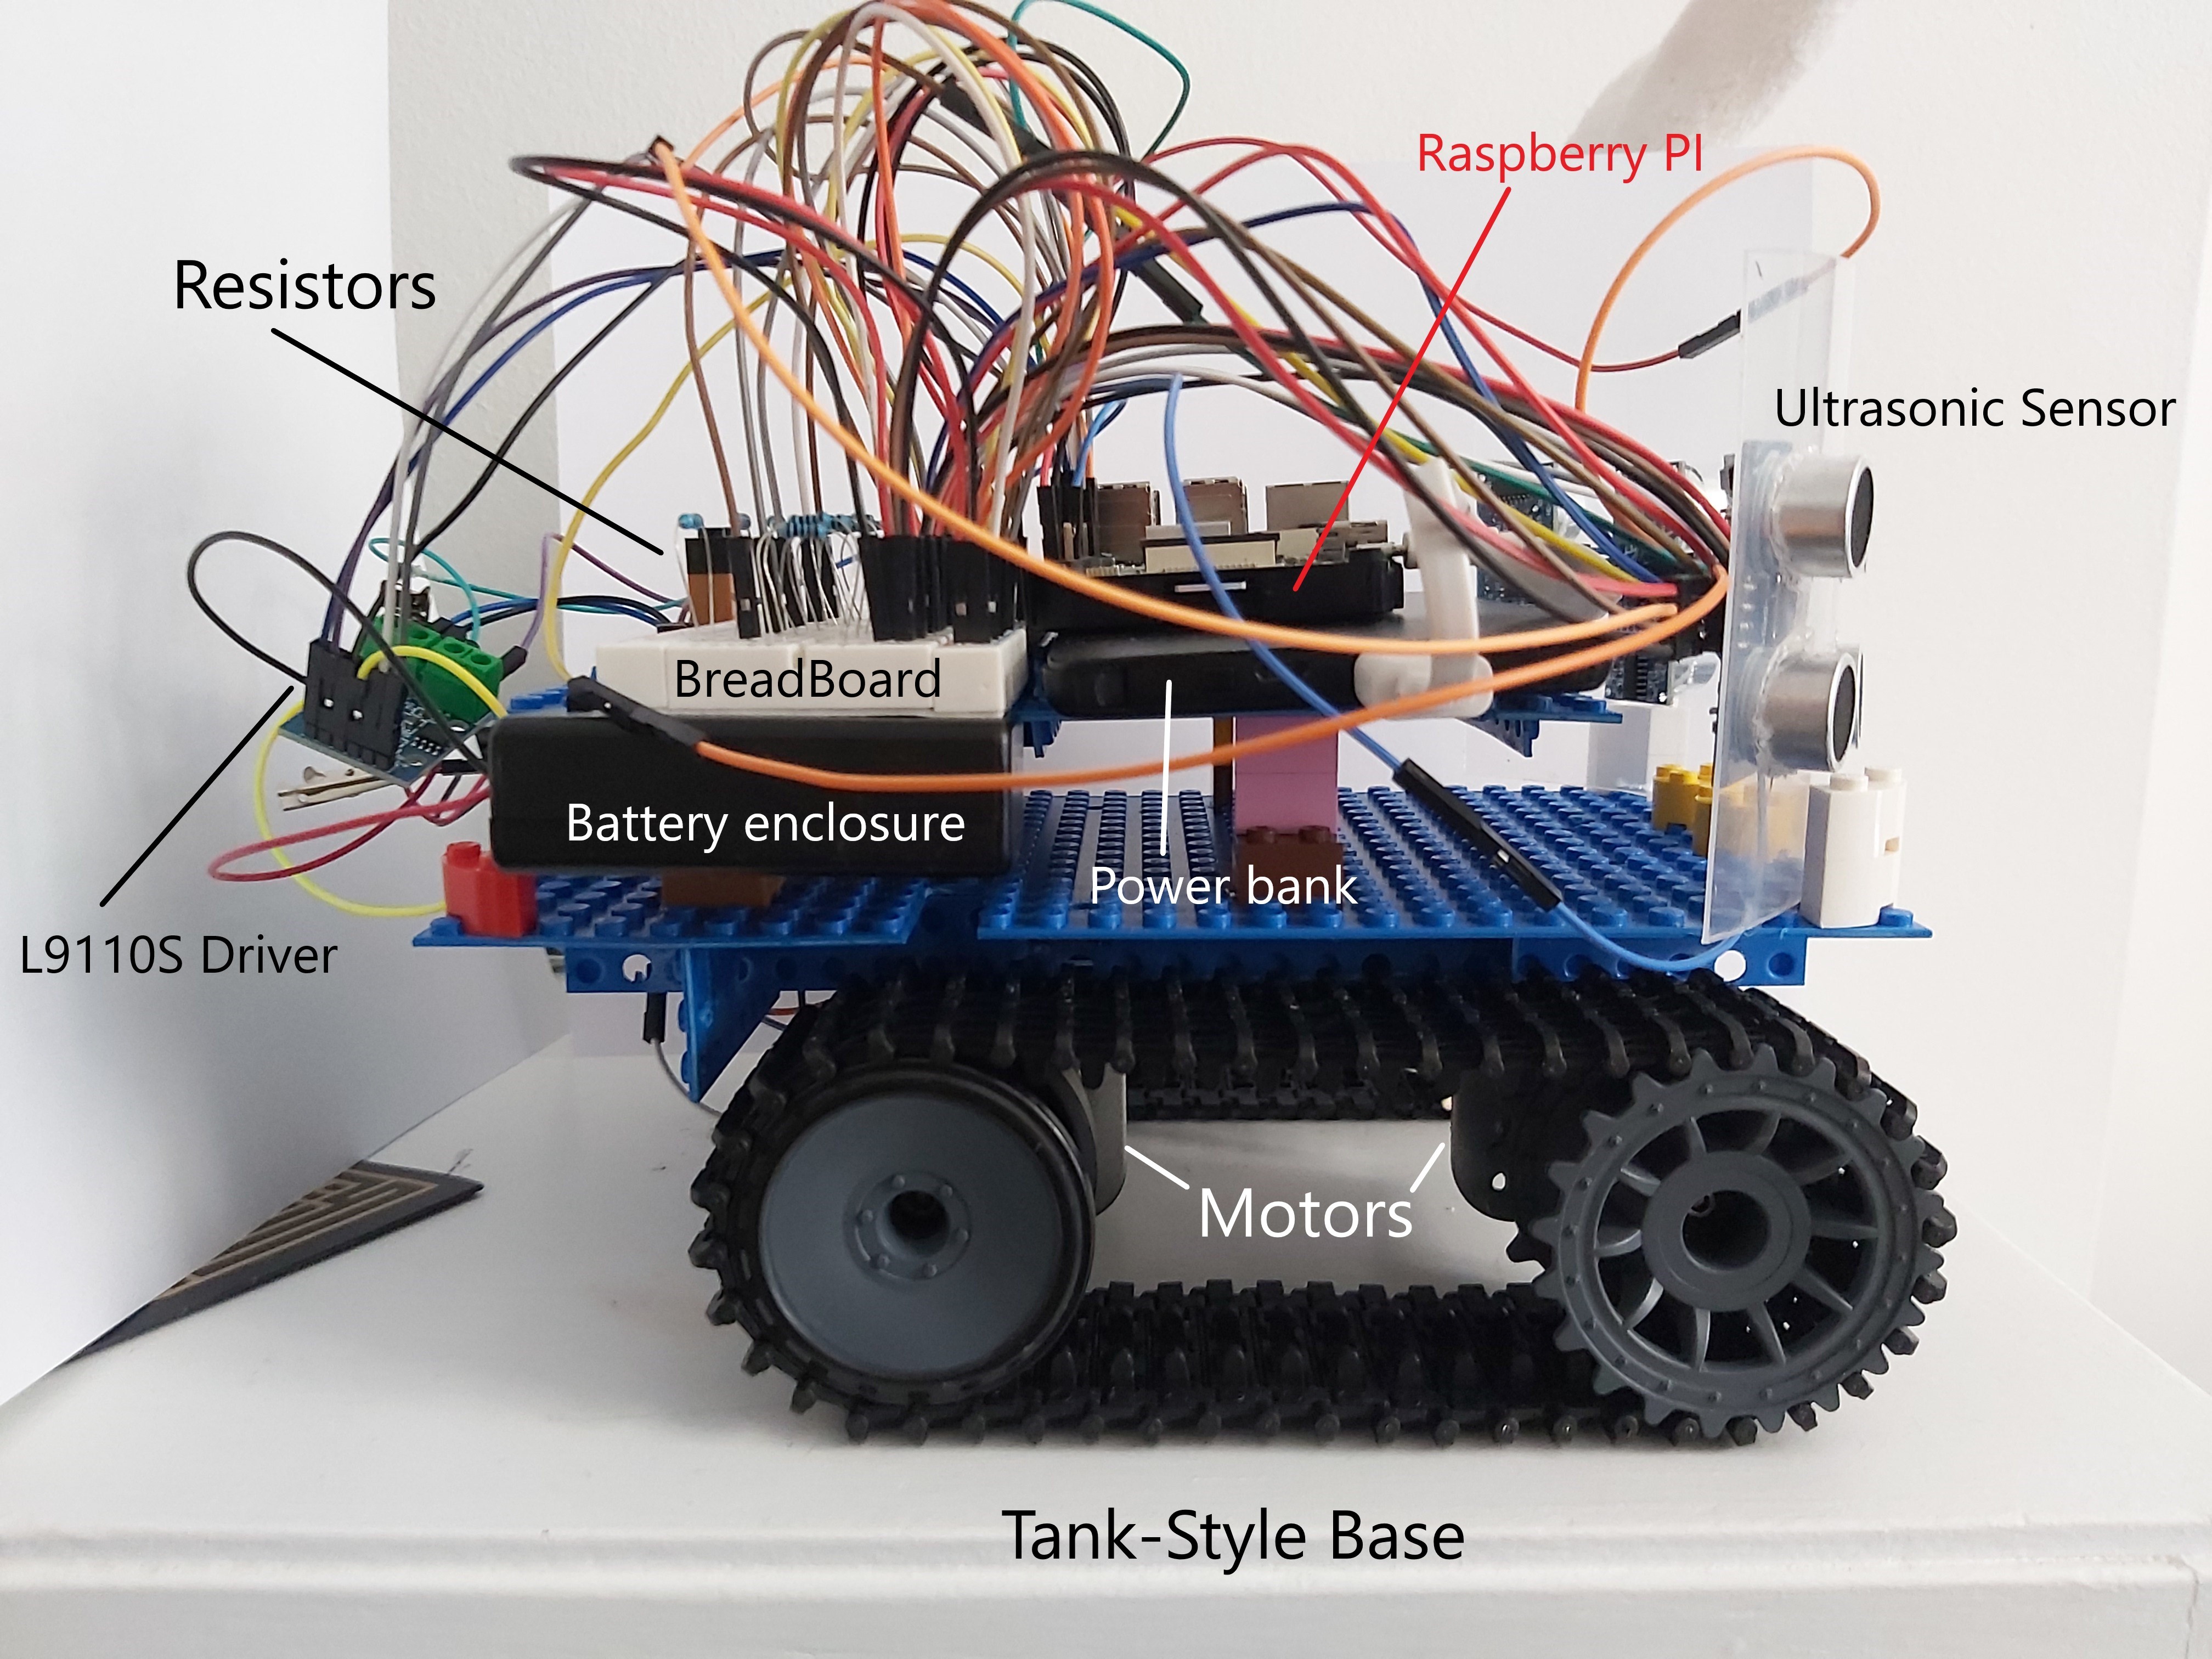 Raspberry PI
Resistors
Ultrasonic Sensor
BreadBoard
Battery enclosure
Power bank
L9110S Driver
Motors
Tank-Style Base